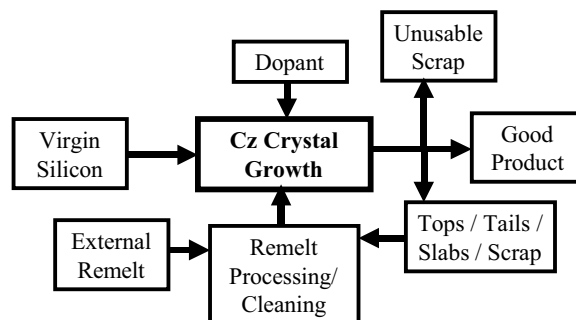 Unusable
Scrap
Dopant
Virgin
Silicon
Cz Crystal
Growth
Good
Product
External
Remelt
Remelt
Processing/
Cleaning
Tops / Tails /
Slabs / Scrap